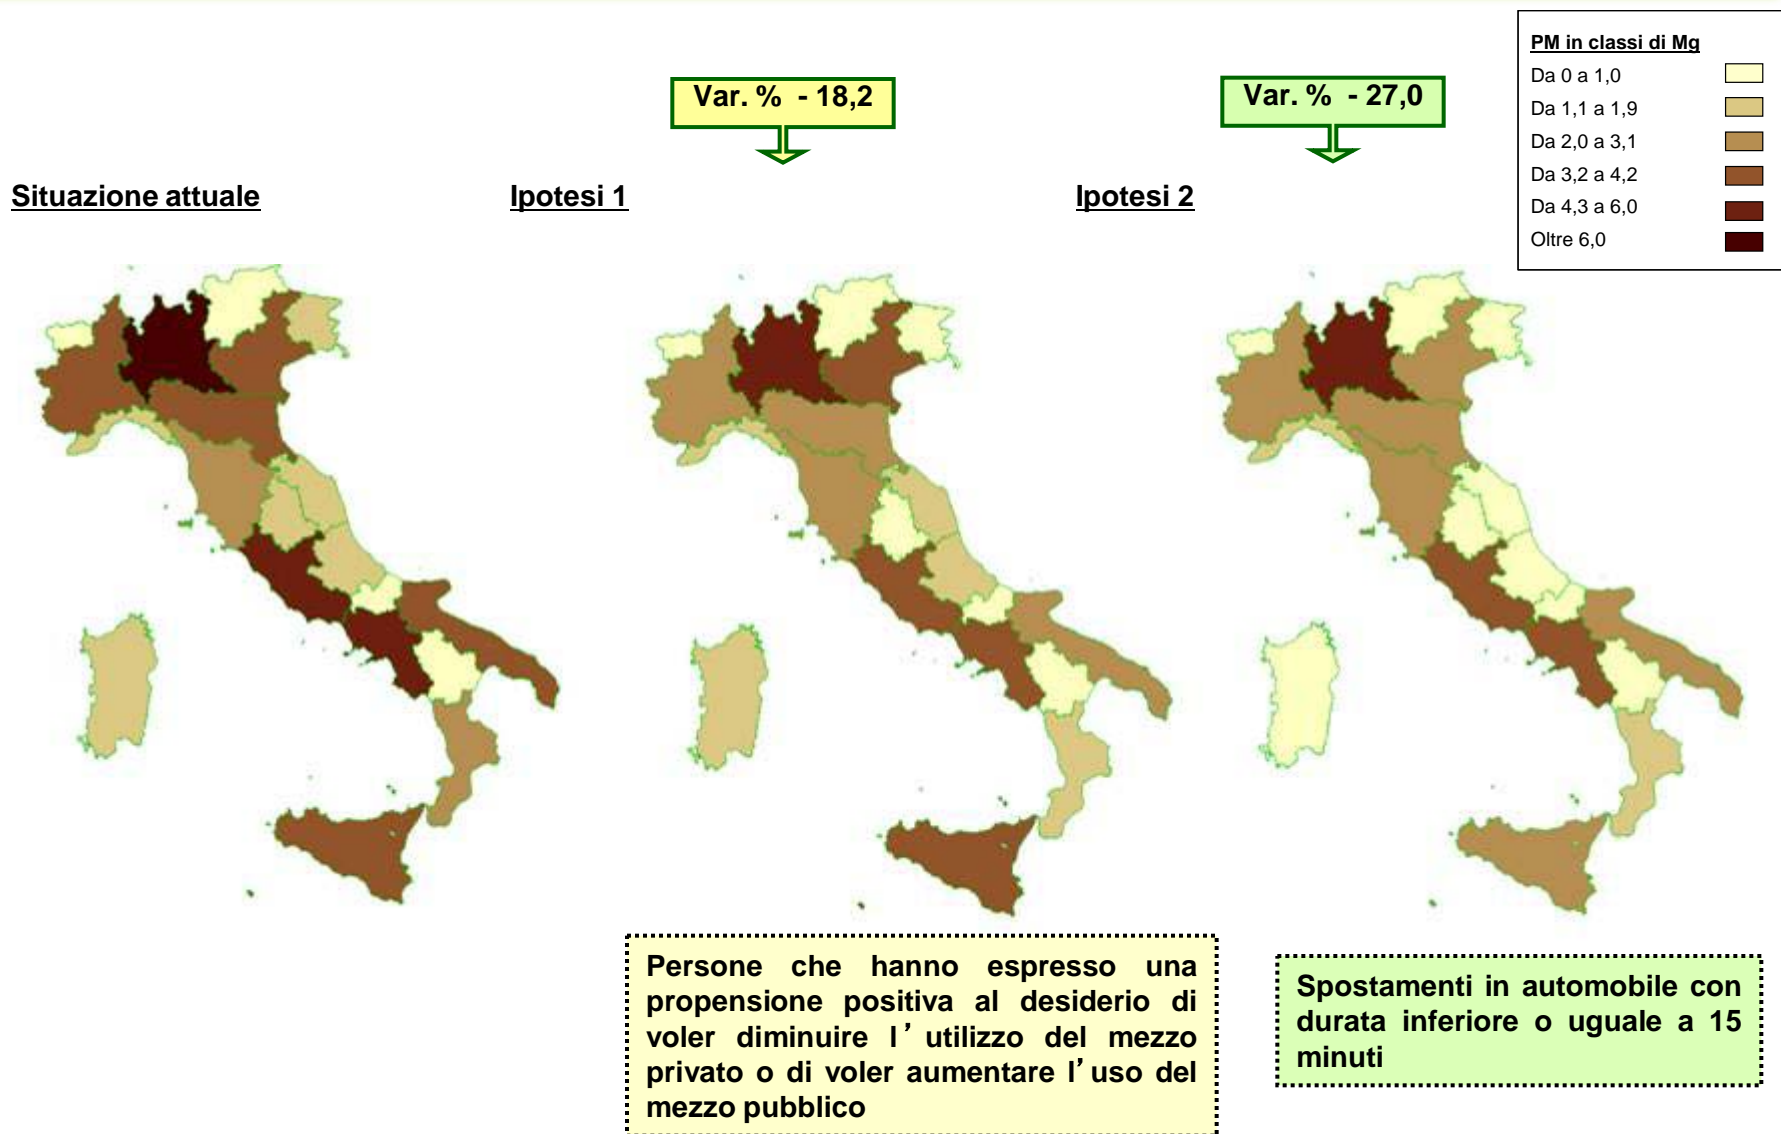 PM in classi di Mg
Da 0 a 1,0
Da 1,1 a 1,9
Da 2,0 a 3,1
Da 3,2 a 4,2
Da 4,3 a 6,0
Oltre 6,0
Var. % - 18,2
Var. % - 27,0
Situazione attuale
Ipotesi 1
Ipotesi 2
Persone che hanno espresso una
propensione positiva al desiderio di
voler diminuire l’utilizzo del mezzo
privato o di voler aumentare l’uso del
mezzo pubblico
Spostamenti in automobile con
durata inferiore o uguale a 15
minuti